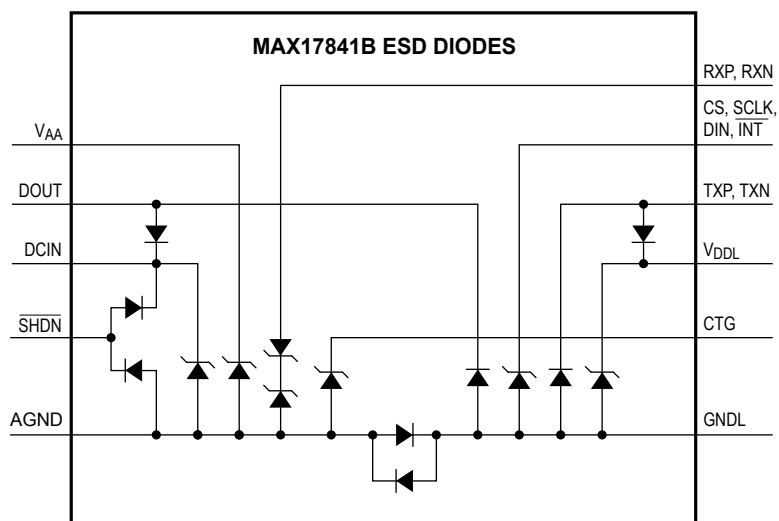 MAX17841B ESD DIODES
RXP, RXN
CS, SCLK,
DIN, INT
VAA
DOUT
TXP, TXN
DCIN
VDDL
SHDN
CTG
AGND
GNDL